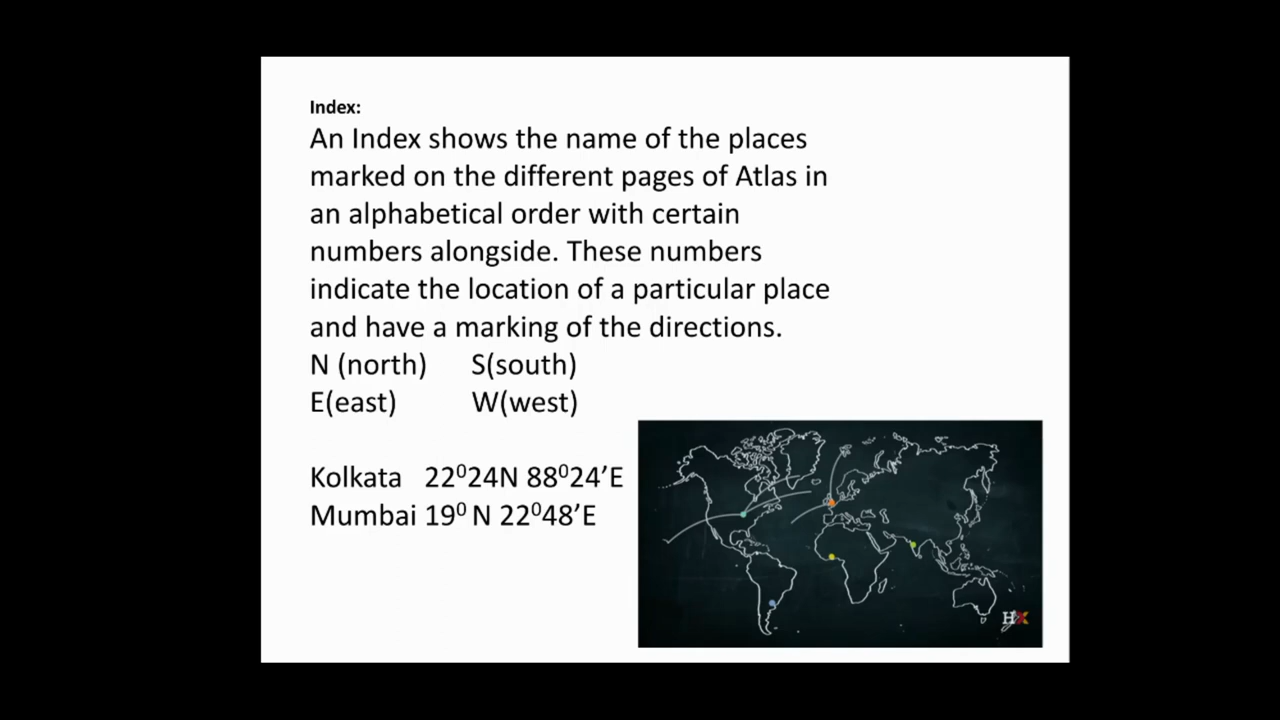 Index:
An Index shows the name of the places
marked on the different pages of Atlas in
an alphabetical order with certain
numbers alongside. These numbers
indicate the location of a particular place
and have a marking of the directions.
N (north) S(south)
E(east) W(west)
Kolkata 22⁰24N 88⁰24’E
Mumbai 19⁰ N 22⁰48’E
HX